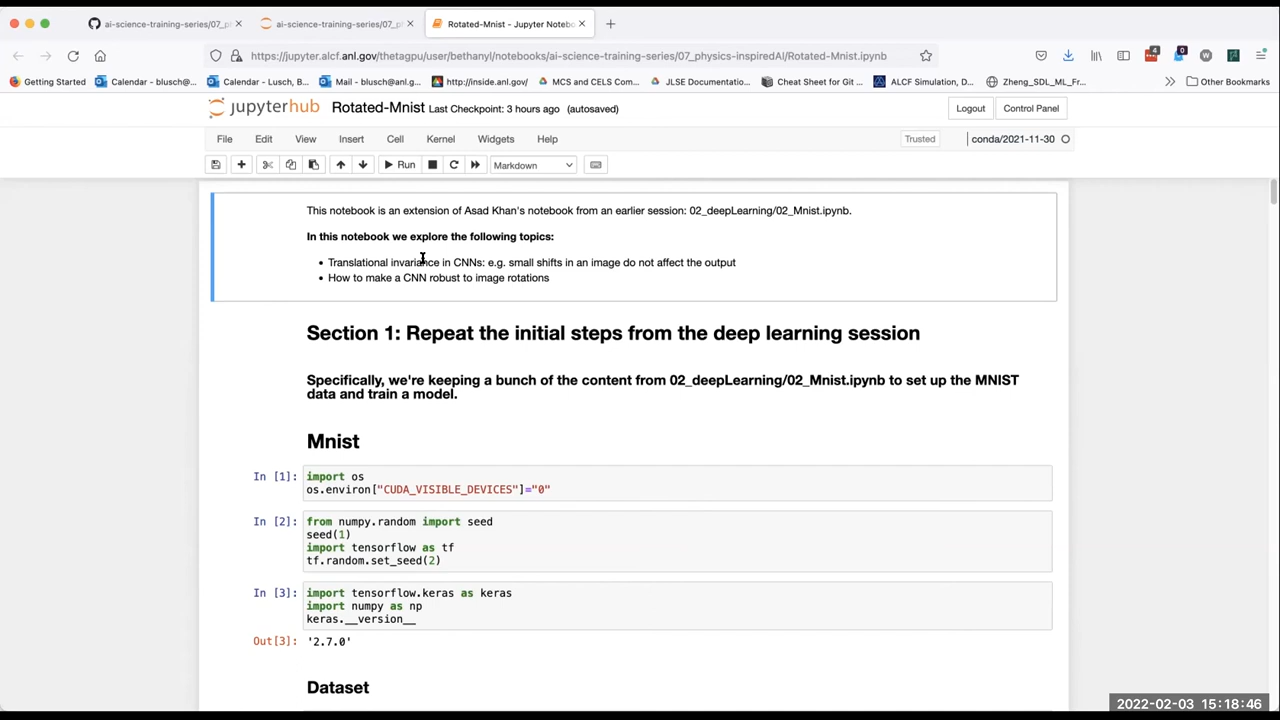 ai-science-training-series/07_ph
ai-science-training-series/07_ph
Rotated-Mnist - Jupyter Notebo
https://jupyter.alcf.anl.gov/thetagpu/user/bethanyl/notebooks/ai-science-training-series/07_physics-inspiredAI/Rotated-Mnist.ipynb
4
0
W
Getting Started
Calendar – blusch@...
Calendar - Lusch, B...
Mail – blusch@anl.g...
http://inside.anl.gov/
MCS and CELS Com...
JLSE Documentatio...
Cheat Sheet for Git ...
ALCF Simulation, D...
Zheng_SDL_ML_Fr...
Other Bookmarks
jupyterhub Rotated-Mnist Last Checkpoint: 3 hours ago (autosaved)
Logout
Control Panel
File Edit View Insert Cell Kernel Widgets Help
Trusted
conda/2021-11-30
Run
Markdown
This notebook is an extension of Asad Khan's notebook from an earlier session: 02_deepLearning/02_Mnist.ipynb.
In this notebook we explore the following topics:
• Translational invariance in CNNs: e.g. small shifts in an image do not affect the output
• How to make a CNN robust to image rotations
Section 1: Repeat the initial steps from the deep learning session
Specifically, we're keeping a bunch of the content from 02_deepLearning/02_Mnist.ipynb to set up the MNIST
data and train a model.
Mnist
In [1]: import os
os.environ["CUDA_VISIBLE_DEVICES"]="0"
In [2]: from numpy.random import seed
seed(1)
import tensorflow as tf
tf.random.set_seed(2)
In [3]: import tensorflow.keras as keras
import numpy as np
keras.__version__
Out[3]: '2.7.0'
Dataset
2022-02-03 15:18:46